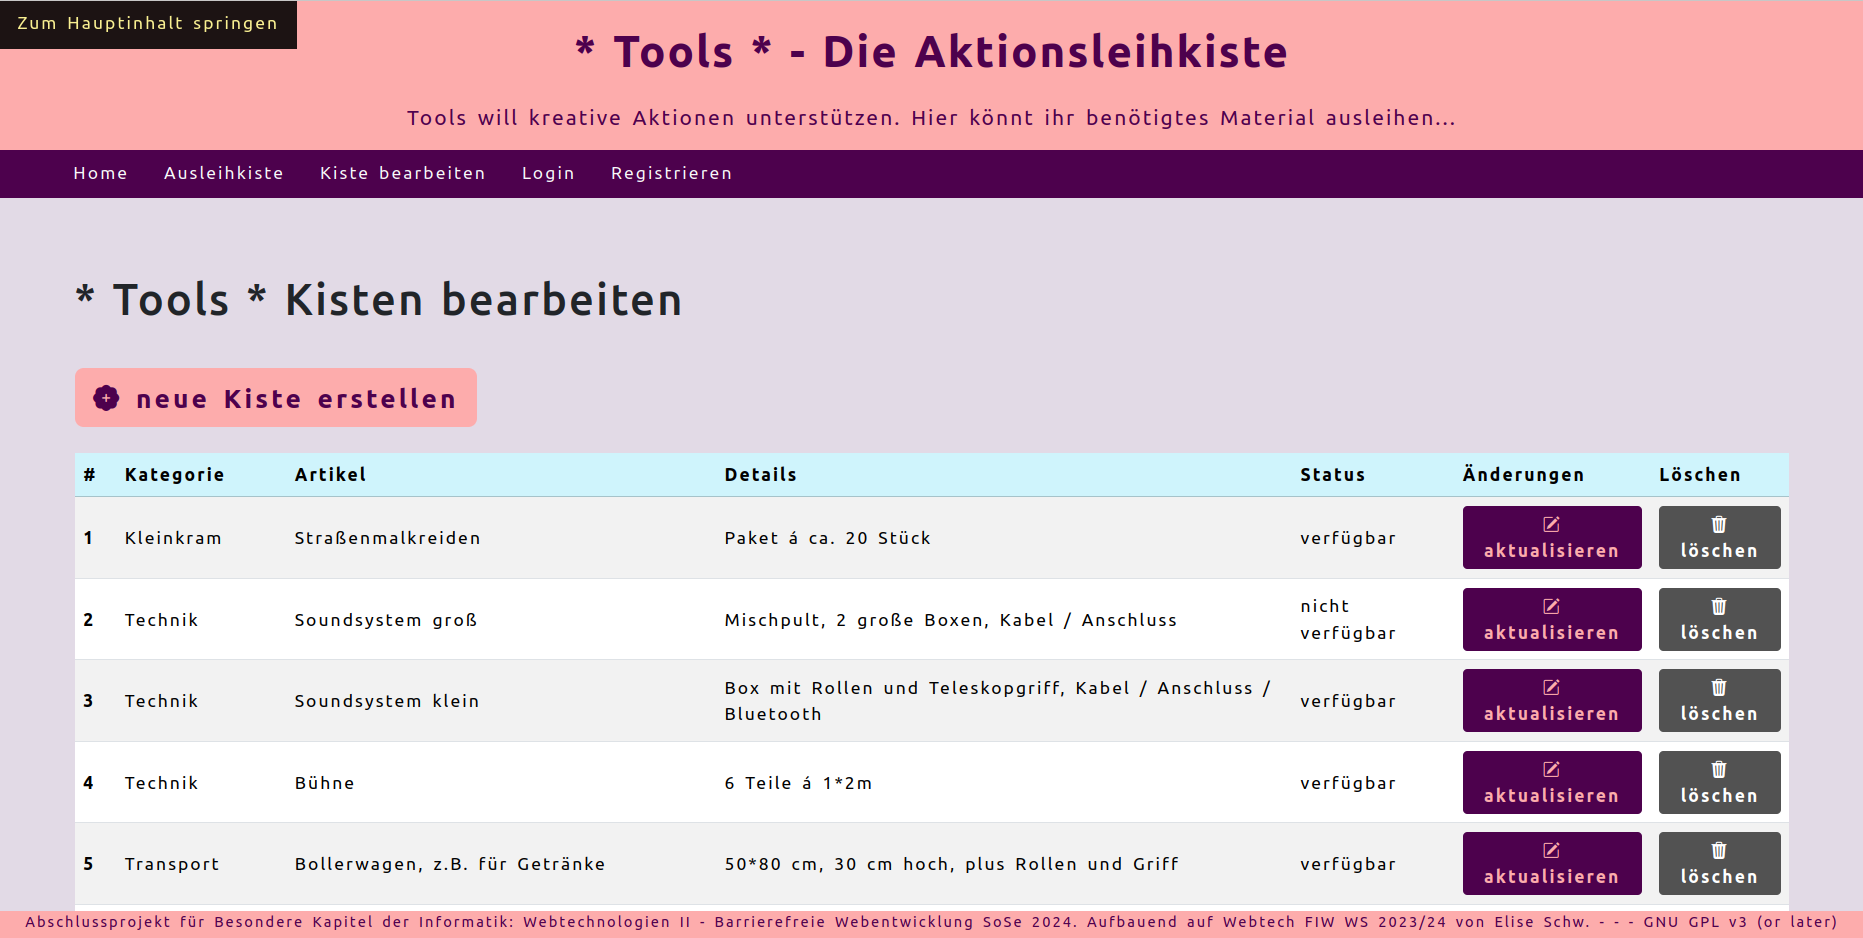 Zum Hauptinhalt springen
* Tools * - Die Aktionsleihkiste
Tools will kreative Aktionen unterstützen. Hier könnt ihr benötigtes Material ausleihen...
Home Ausleihkiste Kiste bearbeiten Login Registrieren
* Tools * Kisten bearbeiten
neue Kiste erstellen
# Kategorie Artikel Details Status Änderungen Löschen
1 Kleinkram Straßenmalkreiden Paket á ca. 20 Stück verfügbar aktualisieren löschen
2 Technik Soundsystem groß Mischpult, 2 große Boxen, Kabel / Anschluss nicht
verfügbar aktualisieren löschen
3 Technik Soundsystem klein Box mit Rollen und Teleskopgriff, Kabel / Anschluss /
Bluetooth verfügbar aktualisieren löschen
4 Technik Bühne 6 Teile á 1*2m verfügbar aktualisieren löschen
5 Transport Bollerwagen, z.B. für Getränke 50*80 cm, 30 cm hoch, plus Rollen und Griff verfügbar aktualisieren löschen
Abschlussprojekt für Besondere Kapitel der Informatik: Webtechnologien II - Barrierefreie Webentwicklung SoSe 2024. Aufbauend auf Webtech FIW WS 2023/24 von Elise Schw. - - - GNU GPL v3 (or later)